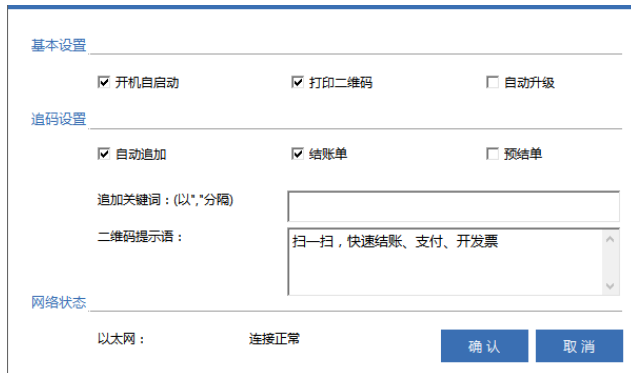 基本设置
开机自启动 打印二维码 自动升级
追码设置
自动追加 结账单 预结单
追加关键词：(以","分隔)
二维码提示语： 扫一扫，快速结账、支付、开发票
网络状态
以太网： 连接正常 确认 取消